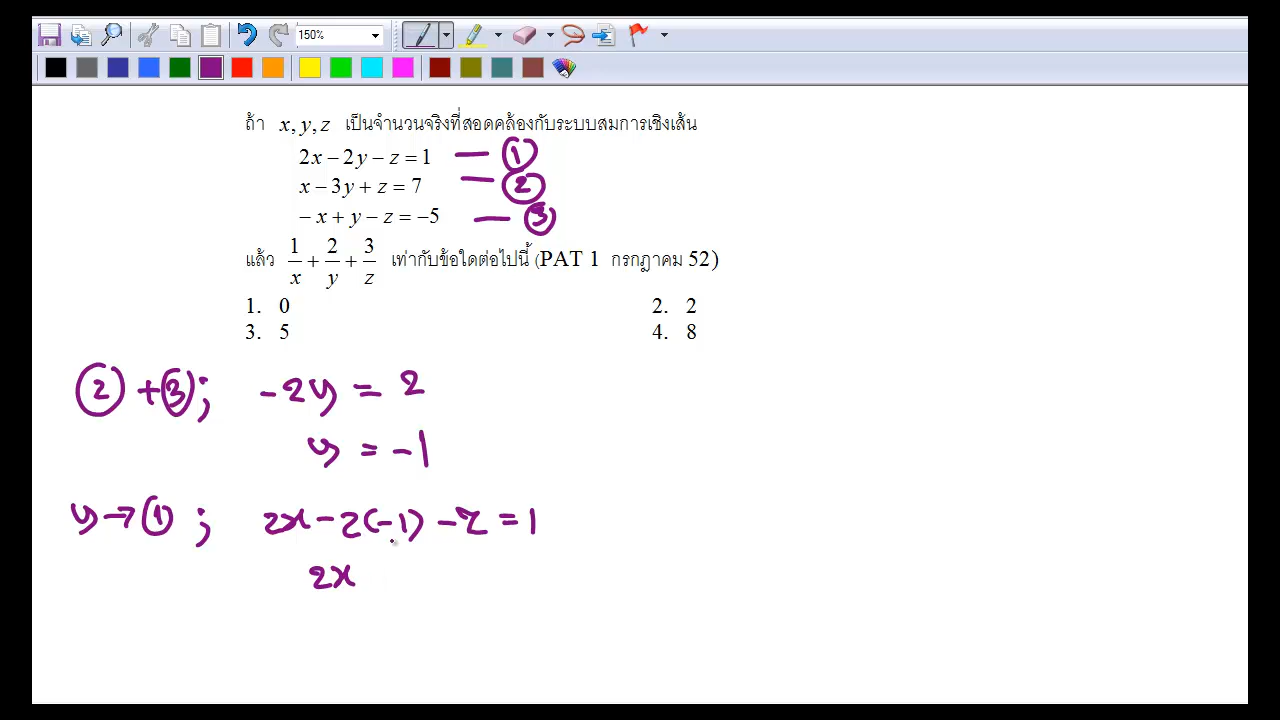 150%
ถ้า x, y, z เป็นจำนวนจริงที่สอดคล้องกับระบบสมการเชิงเส้น
2x − 2y − z = 1 — ①
x − 3y + z = 7 — ②
− x + y − z = −5 — ③
แล้ว 1/x + 2/y + 3/z เท่ากับข้อใดต่อไปนี้ (PAT 1 กรกฎาคม 52)
1. 0 2. 2
3. 5 4. 8
② + ③; -2y = 2
y = -1
y → ① ; 2x - 2(-1) - z = 1
2x